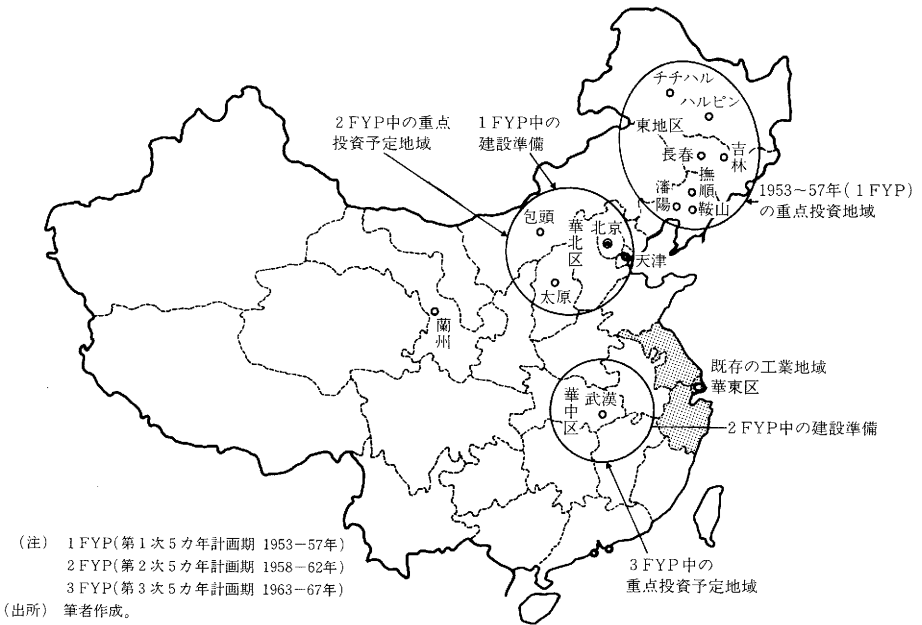 チチハル
ハルピン
東地区
長春
吉林
撫順
瀋陽
鞍山
1953〜57年(1FYP)
の重点投資地域
2FYP中の重点
投資予定地域
1FYP中の
建設準備
包頭
華北区
北京
天津
太原
蘭州
既存の工業地域
華東区
華中区
武漢
2FYP中の建設準備
3FYP中の
重点投資予定地域
(注) 1FYP(第1次5カ年計画期 1953−57年)
2FYP(第2次5カ年計画期 1958−62年)
3FYP(第3次5カ年計画期 1963−67年)
(出所) 筆者作成。